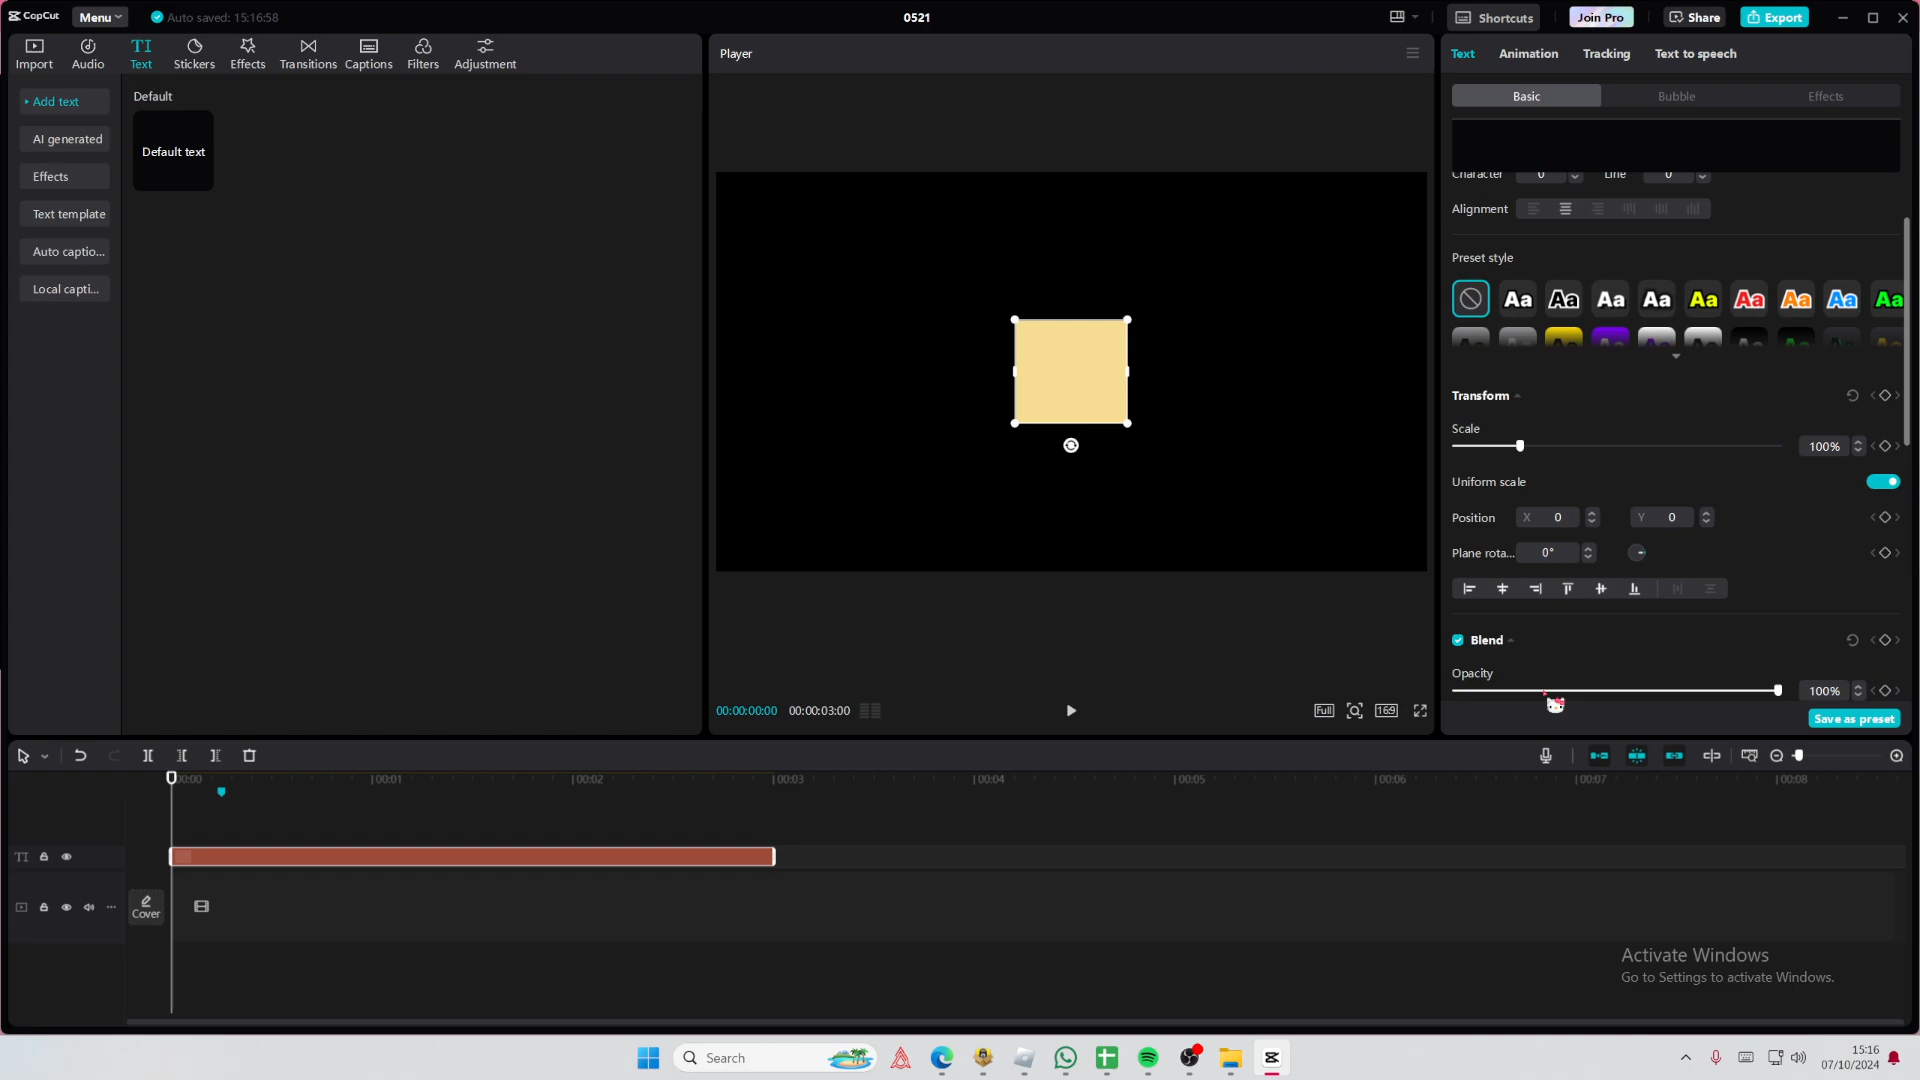 CapCut
Menu
Auto saved: 15:16:58
0521
Shortcuts
Join Pro
Share
Export
Import
Audio
TI
Text
Stickers
Effects
Transitions
Captions
Filters
Adjustment
Player
Text
Animation
Tracking
Text to speech
Add text
AI generated
Effects
Text template
Auto captio...
Local capti...
Default
Default text
Basic
Bubble
Effects
Character 0 Line 0
Alignment
Preset style
Aa Aa Aa Aa Aa Aa Aa Aa Aa
Transform
Scale
100%
Uniform scale
Position X 0 Y 0
Plane rota... 0°
Blend
Opacity
100%
Save as preset
00:00:00:00 00:00:03:00
Full
16:9
00:00 00:01 00:02 00:03 00:04 00:05 00:06 00:07 00:08
TI
Cover
Activate Windows
Go to Settings to activate Windows.
Search
15:16
07/10/2024